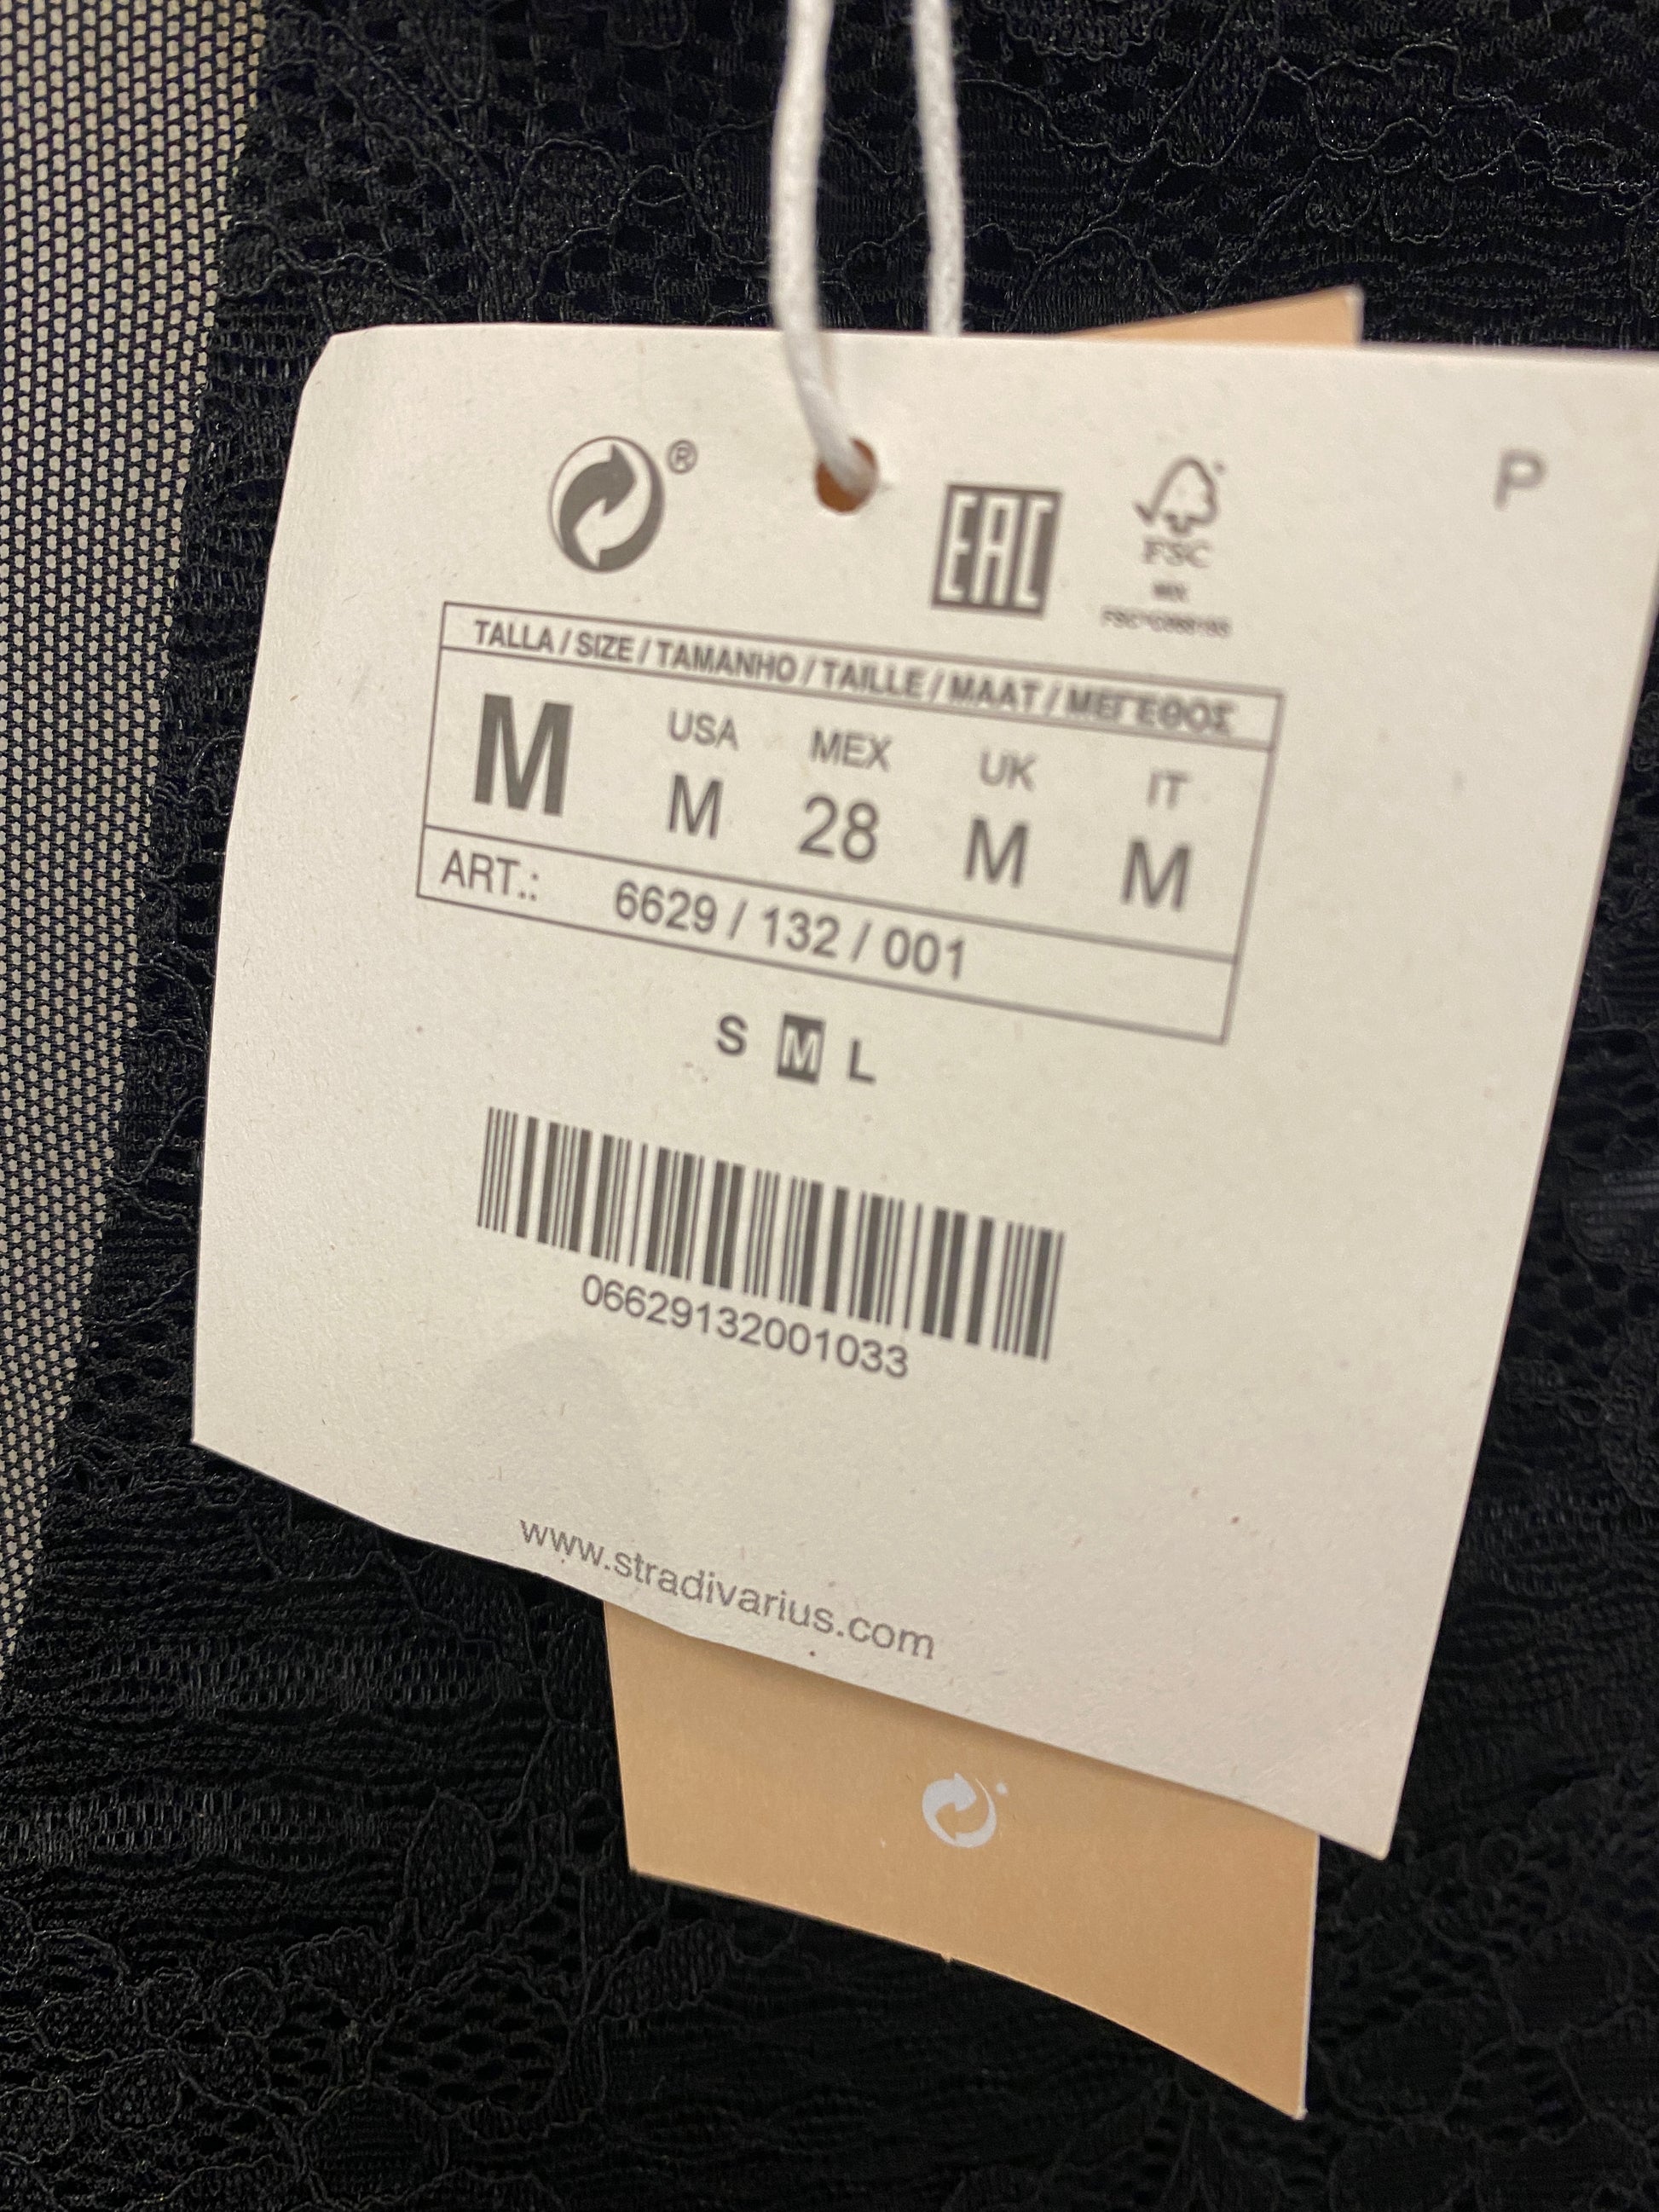 ®
EAC
P
FSC
MIX
TALLA / SIZE / TAMANHO / TAILLE / MAAT / ΜΕΓΕΘΟΣ
M USA MEX UK IT
M 28 M M
ART.: 6629 / 132 / 001
S M L
06629132001033
www.stradivarius.com